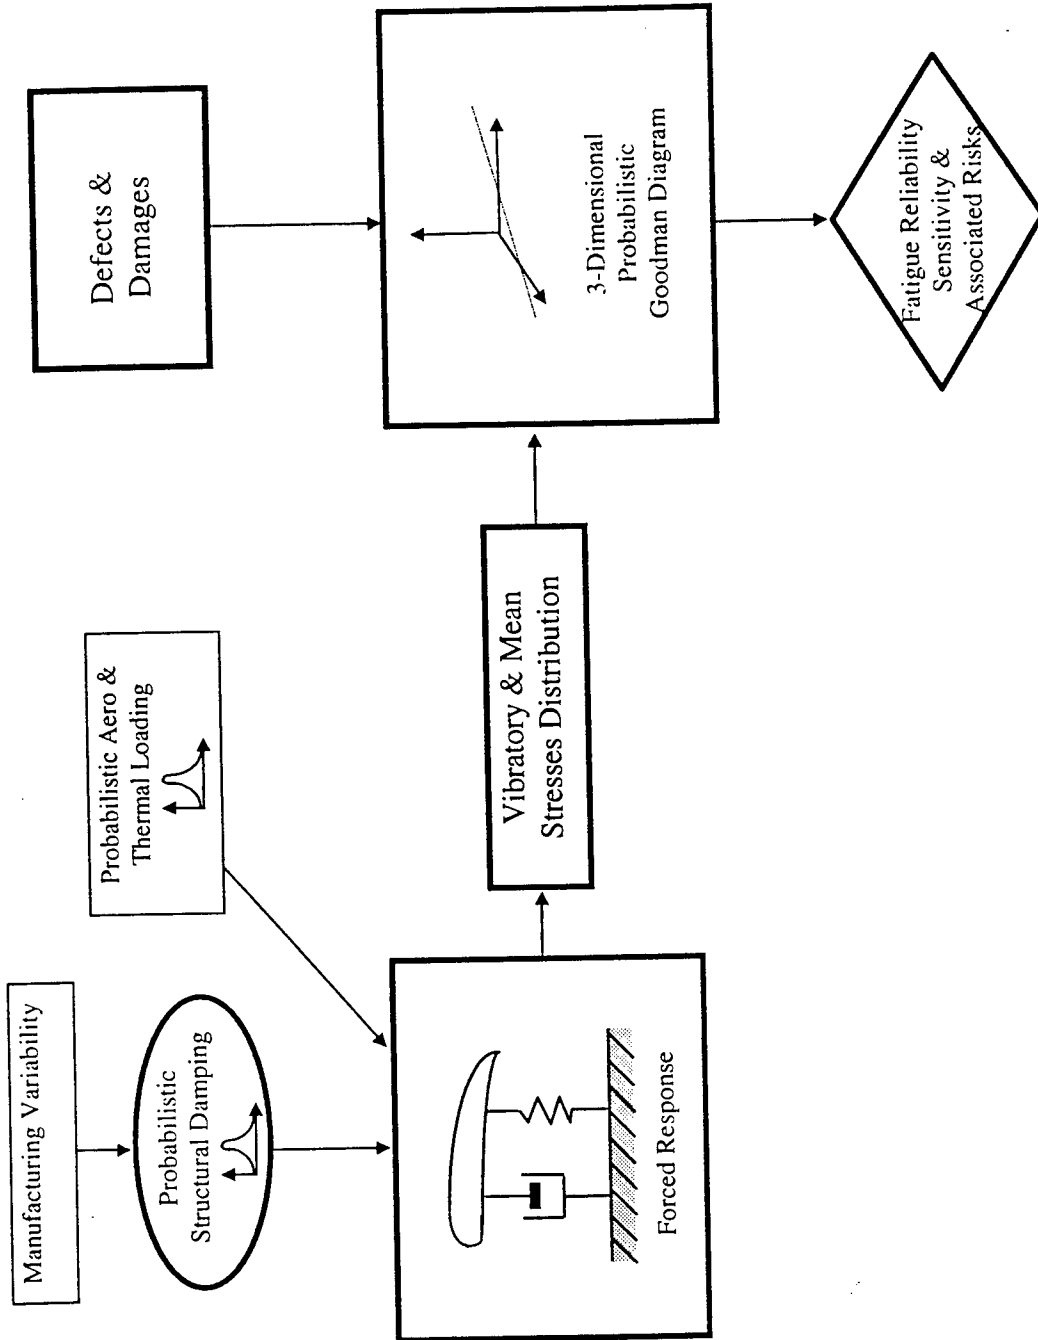 Manufacturing Variability
Probabilistic
Structural Damping
Probabilistic Aero &
Thermal Loading
Forced Response
Vibratory & Mean
Stresses Distribution
Defects &
Damages
3-Dimensional
Probabilistic
Goodman Diagram
Fatigue Reliability
Sensitivity &
Associated Risks